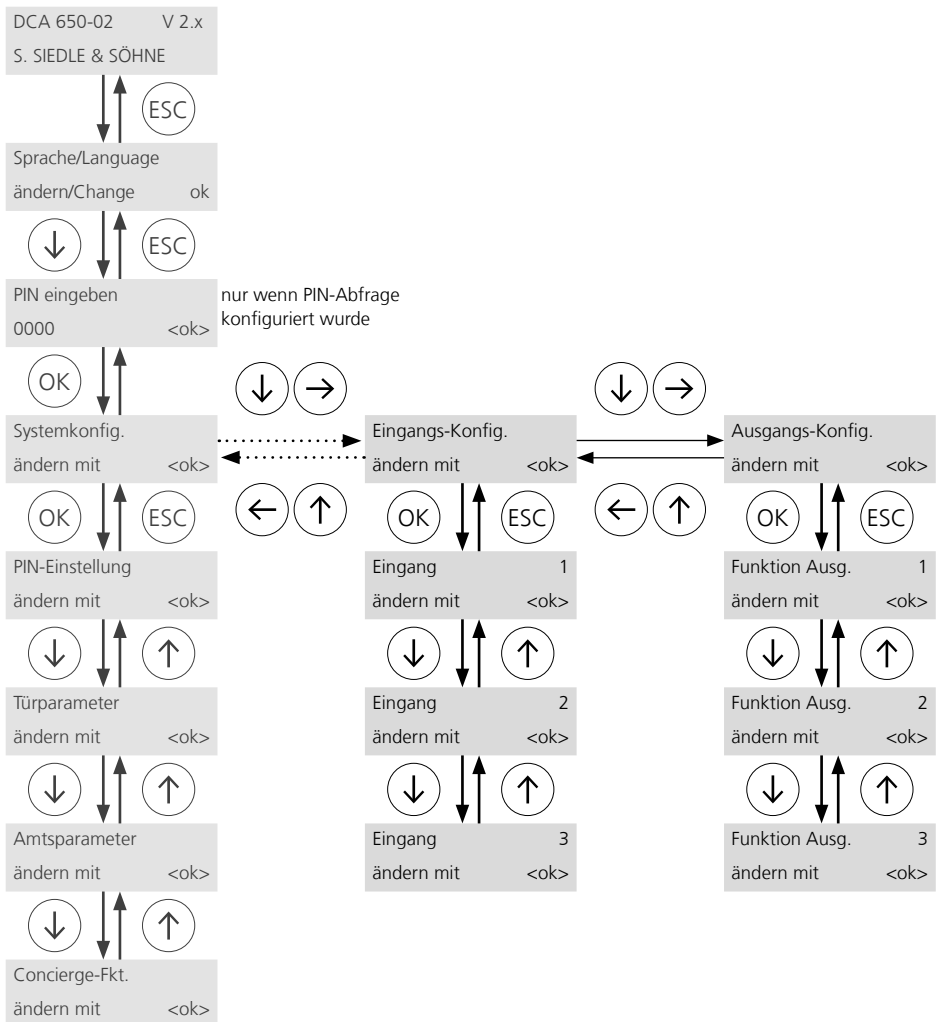 DCA 650-02 V 2.x
S. SIEDLE & SÖHNE
ESC
Sprache/Language
ändern/Change ok
ESC
PIN eingeben
0000 <ok>
nur wenn PIN-Abfrage
konfiguriert wurde
OK
Systemkonfig.
ändern mit <ok>
OK ESC
PIN-Einstellung
ändern mit <ok>
Türparameter
ändern mit <ok>
Amtsparameter
ändern mit <ok>
Concierge-Fkt.
ändern mit <ok>
Eingangs-Konfig.
ändern mit <ok>
OK ESC
Eingang 1
ändern mit <ok>
Eingang 2
ändern mit <ok>
Eingang 3
ändern mit <ok>
Ausgangs-Konfig.
ändern mit <ok>
OK ESC
Funktion Ausg. 1
ändern mit <ok>
Funktion Ausg. 2
ändern mit <ok>
Funktion Ausg. 3
ändern mit <ok>